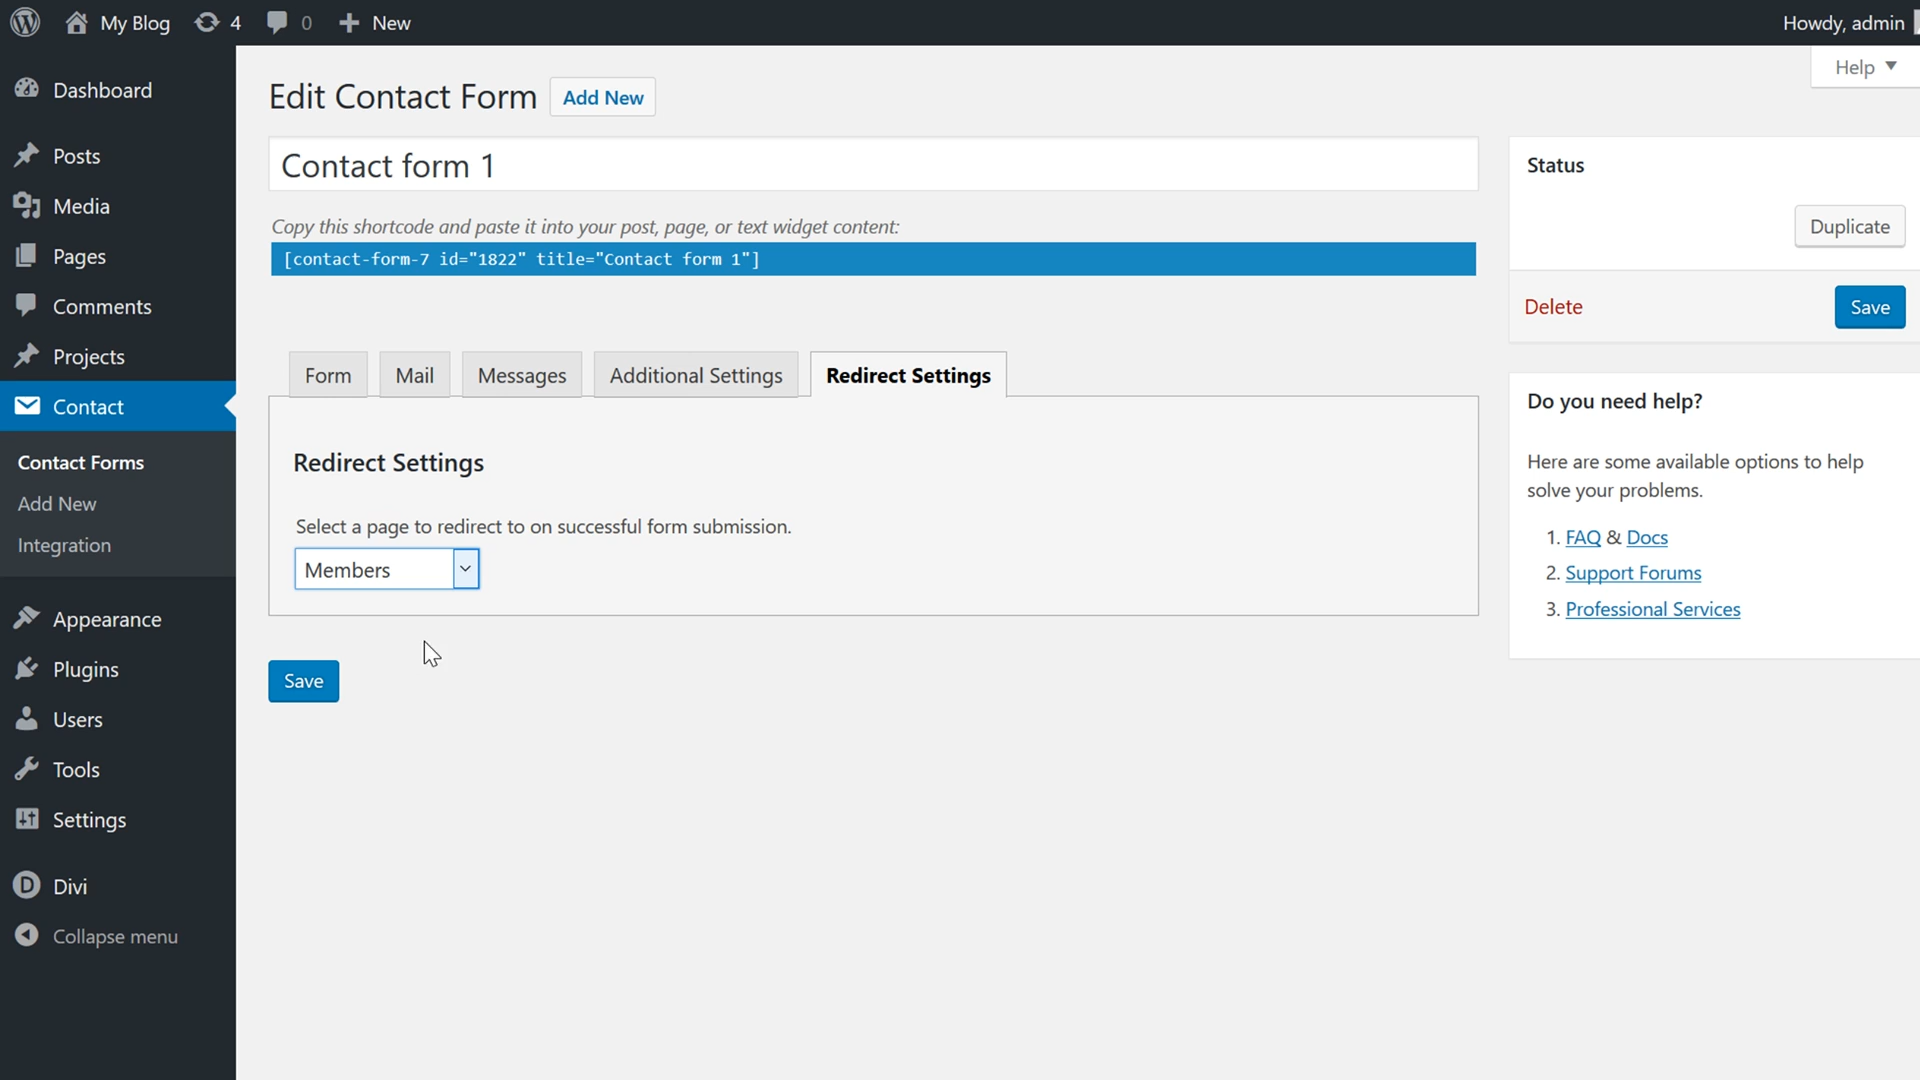 My Blog 4 0 New Howdy, admin
Help
Dashboard
Posts
Media
Pages
Comments
Projects
Contact
Contact Forms
Add New
Integration
Appearance
Plugins
Users
Tools
Settings
Divi
Collapse menu
Edit Contact Form Add New
Contact form 1
Copy this shortcode and paste it into your post, page, or text widget content:
[contact-form-7 id="1822" title="Contact form 1"]
Form Mail Messages Additional Settings Redirect Settings
Redirect Settings
Select a page to redirect to on successful form submission.
Members
Save
Status
Duplicate
Delete Save
Do you need help?
Here are some available options to help
solve your problems.
1. FAQ & Docs
2. Support Forums
3. Professional Services